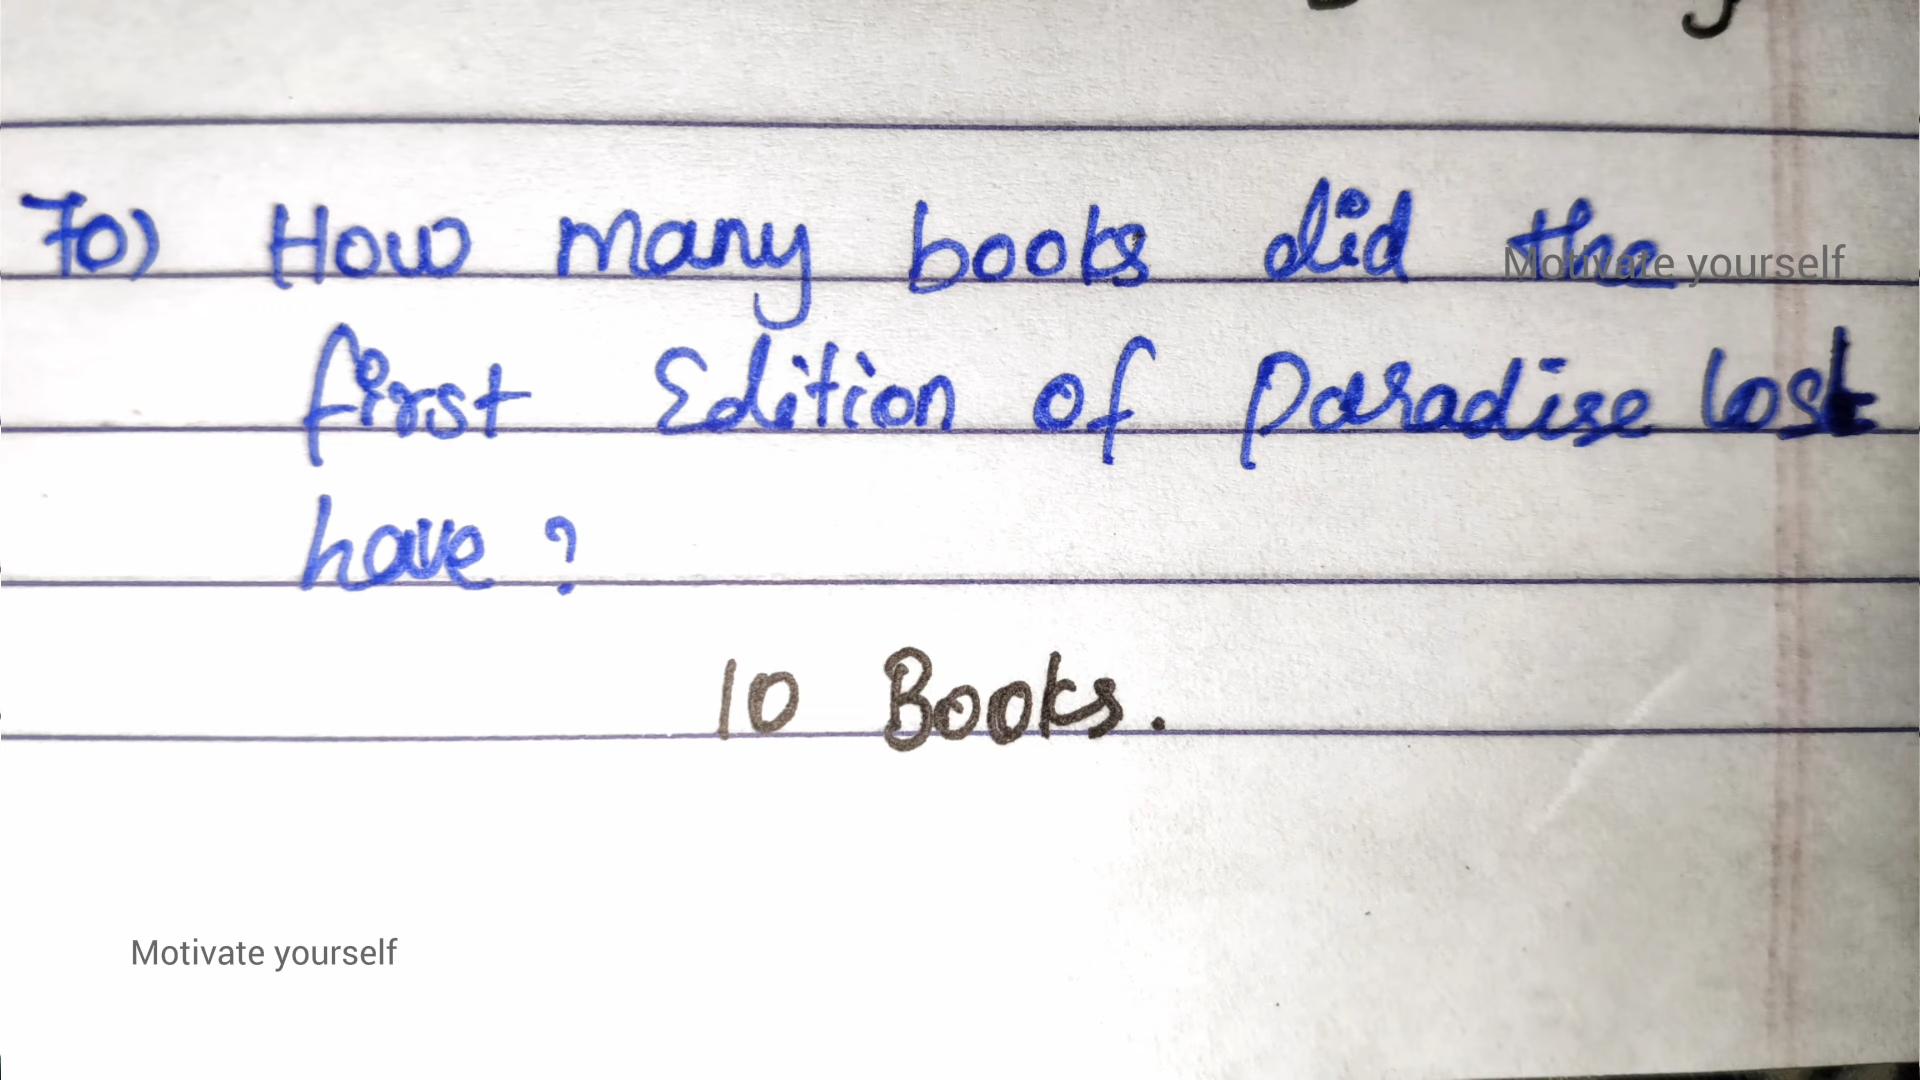 70) How many books did the
Motivate yourself
first Edition of Paradise lost
have ?
10 Books.
Motivate yourself